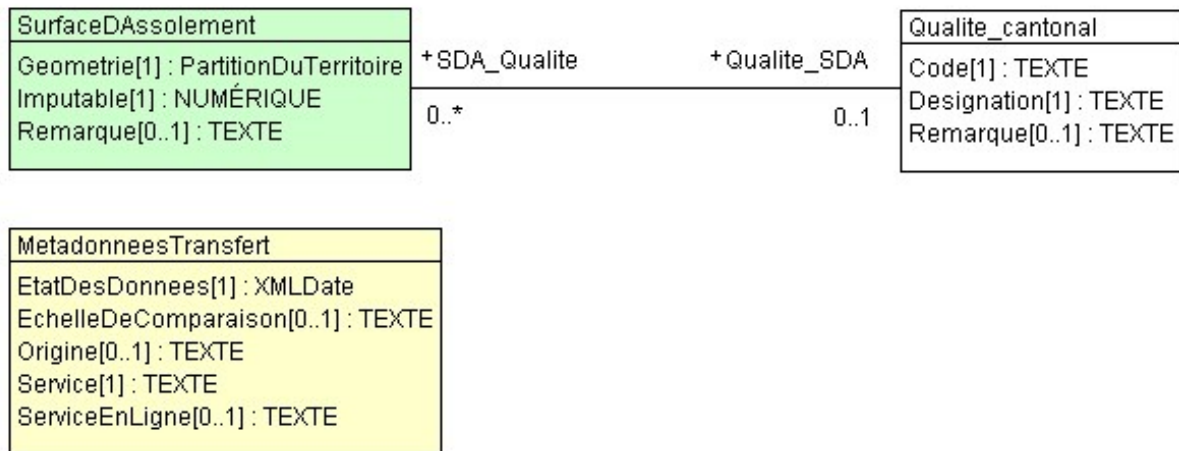 SurfaceDAssolement
Geometrie[1] : PartitionDuTerritoire
Imputable[1] : NUMÉRIQUE
Remarque[0..1] : TEXTE
+SDA_Qualite
+Qualite_SDA
0..*
0..1
Qualite_cantonal
Code[1] : TEXTE
Designation[1] : TEXTE
Remarque[0..1] : TEXTE
MetadonneesTransfert
EtatDesDonnees[1] : XMLDate
EchelleDeComparaison[0..1] : TEXTE
Origine[0..1] : TEXTE
Service[1] : TEXTE
ServiceEnLigne[0..1] : TEXTE